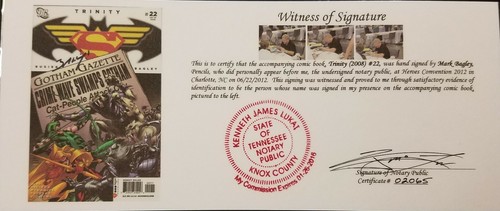 Witness of Signature
#22
TRINITY
GOTHAM GAZETTE
Cat-People Attack
This is to certify that the accompanying comic book, Trinity (2008) #22, was hand signed by Mark Bagley,
Pencils, who did personally appear before me, the undersigned notary public, at Heroes Convention 2012 in
Charlotte, NC on 06/22/2012. This signing was witnessed and proved to me through satisfactory evidence of
identification to be the person whose name was signed in my presence on the accompanying comic book,
pictured to the left.
KENNETH JAMES LUKAT
STATE OF
TENNESSEE
NOTARY
PUBLIC
KNOX COUNTY
My Commission Expires 01-26-2016
Signature of Notary Public
Certificate # 02065